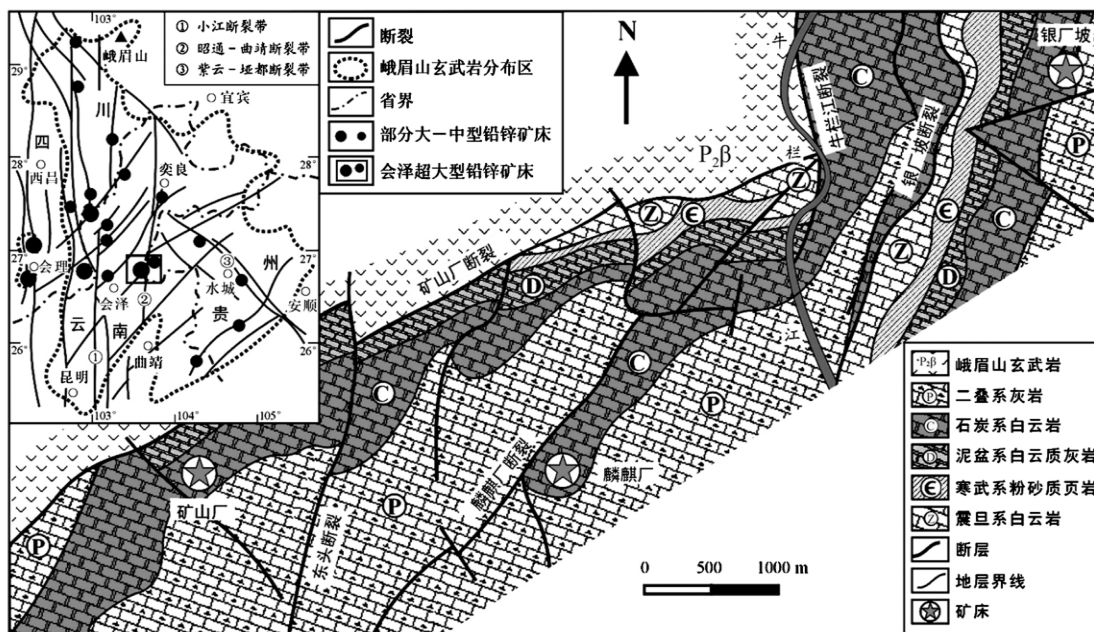 ① 小江断裂带
② 昭通－曲靖断裂带
③ 紫云－垭都断裂带
103°
峨眉山
29°
宜宾
川
四
28°
28°
西昌
奕良
27°
27°
会理
③
水城
州
会泽
②
贵
安顺
云
南
26°
26°
①
曲靖
昆明
103°
104°
105°
断裂
峨眉山玄武岩分布区
省界
部分大－中型铅锌矿床
会泽超大型铅锌矿床
N
牛
栏
江
牛栏江断裂
银厂坡断裂
银厂坡
P₂β
矿山厂断裂
C
P
Z
Z
Є
Є
Z
C
D
D
C
C
P
P
P
矿山厂
东头断裂
麟麒厂断裂
麟麒厂
0 500 1000 m
P₂β 峨眉山玄武岩
P 二叠系灰岩
C 石炭系白云岩
D 泥盆系白云质灰岩
Є 寒武系粉砂质页岩
Z 震旦系白云岩
断层
地层界线
矿床